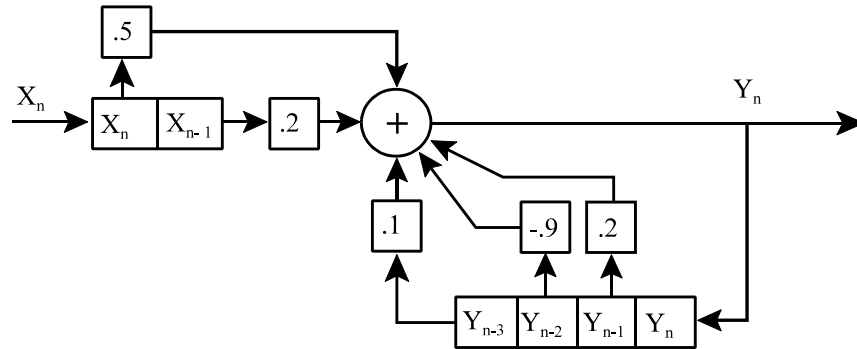 .5
Xₙ
Yₙ
Xₙ
Xₙ₋₁
.2
+
.1
-.9
.2
Yₙ₋₃
Yₙ₋₂
Yₙ₋₁
Yₙ